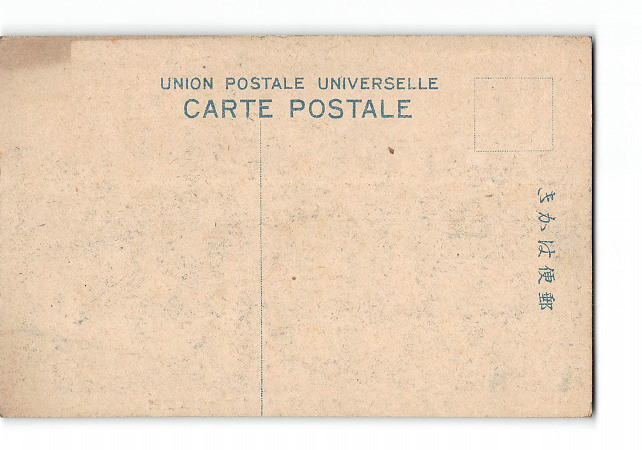 UNION POSTALE UNIVERSELLE
CARTE POSTALE
きかは便郵